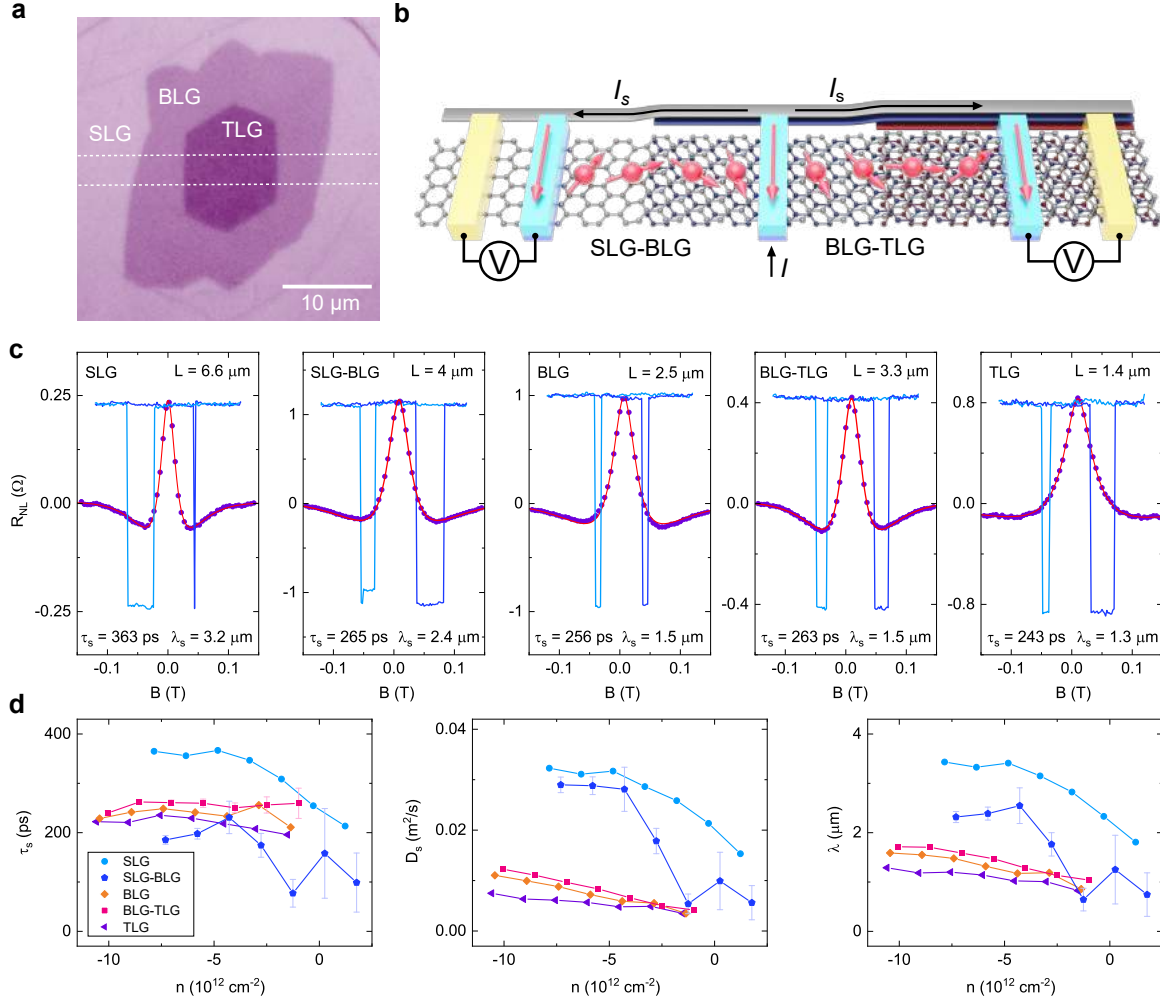 a
BLG
SLG
TLG
10 μm
b
I_s
I_s
V
SLG-BLG
BLG-TLG
V
I
c
SLG L = 6.6 μm
τ_s = 363 ps λ_s = 3.2 μm
R_NL (Ω)
0.25
0.00
-0.25
-0.1 0.0 0.1
B (T)
SLG-BLG L = 4 μm
τ_s = 265 ps λ_s = 2.4 μm
1
0
-1
-0.1 0.0 0.1
B (T)
BLG L = 2.5 μm
τ_s = 256 ps λ_s = 1.5 μm
1
0
-1
-0.1 0.0 0.1
B (T)
BLG-TLG L = 3.3 μm
τ_s = 263 ps λ_s = 1.5 μm
0.4
0.0
-0.4
-0.1 0.0 0.1
B (T)
TLG L = 1.4 μm
τ_s = 243 ps λ_s = 1.3 μm
0.8
0.0
-0.8
-0.1 0.0 0.1
B (T)
d
τ_s (ps)
400
200
0
SLG
SLG-BLG
BLG
BLG-TLG
TLG
-10 -5 0
n (10^12 cm^-2)
D_s (m²/s)
0.04
0.02
0.00
-10 -5 0
n (10^12 cm^-2)
λ (μm)
4
2
0
-10 -5 0
n (10^12 cm^-2)